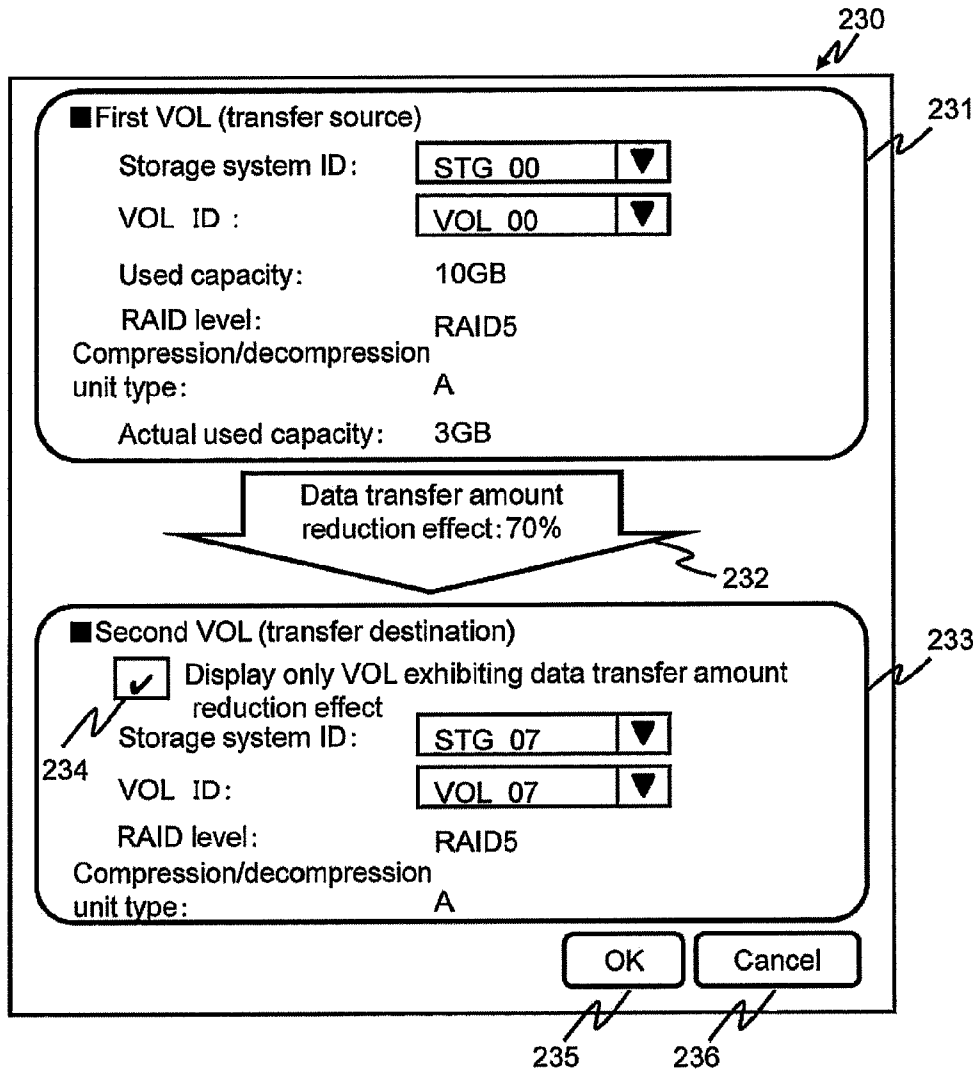 230
231
■First VOL (transfer source)
Storage system ID: STG 00 ▼
VOL ID : VOL 00 ▼
Used capacity: 10GB
RAID level: RAID5
Compression/decompression
unit type: A
Actual used capacity: 3GB
Data transfer amount
reduction effect:70%
232
■Second VOL (transfer destination)
233
✓ Display only VOL exhibiting data transfer amount
reduction effect
234
Storage system ID: STG 07 ▼
VOL ID: VOL 07 ▼
RAID level: RAID5
Compression/decompression
unit type: A
OK Cancel
235 236